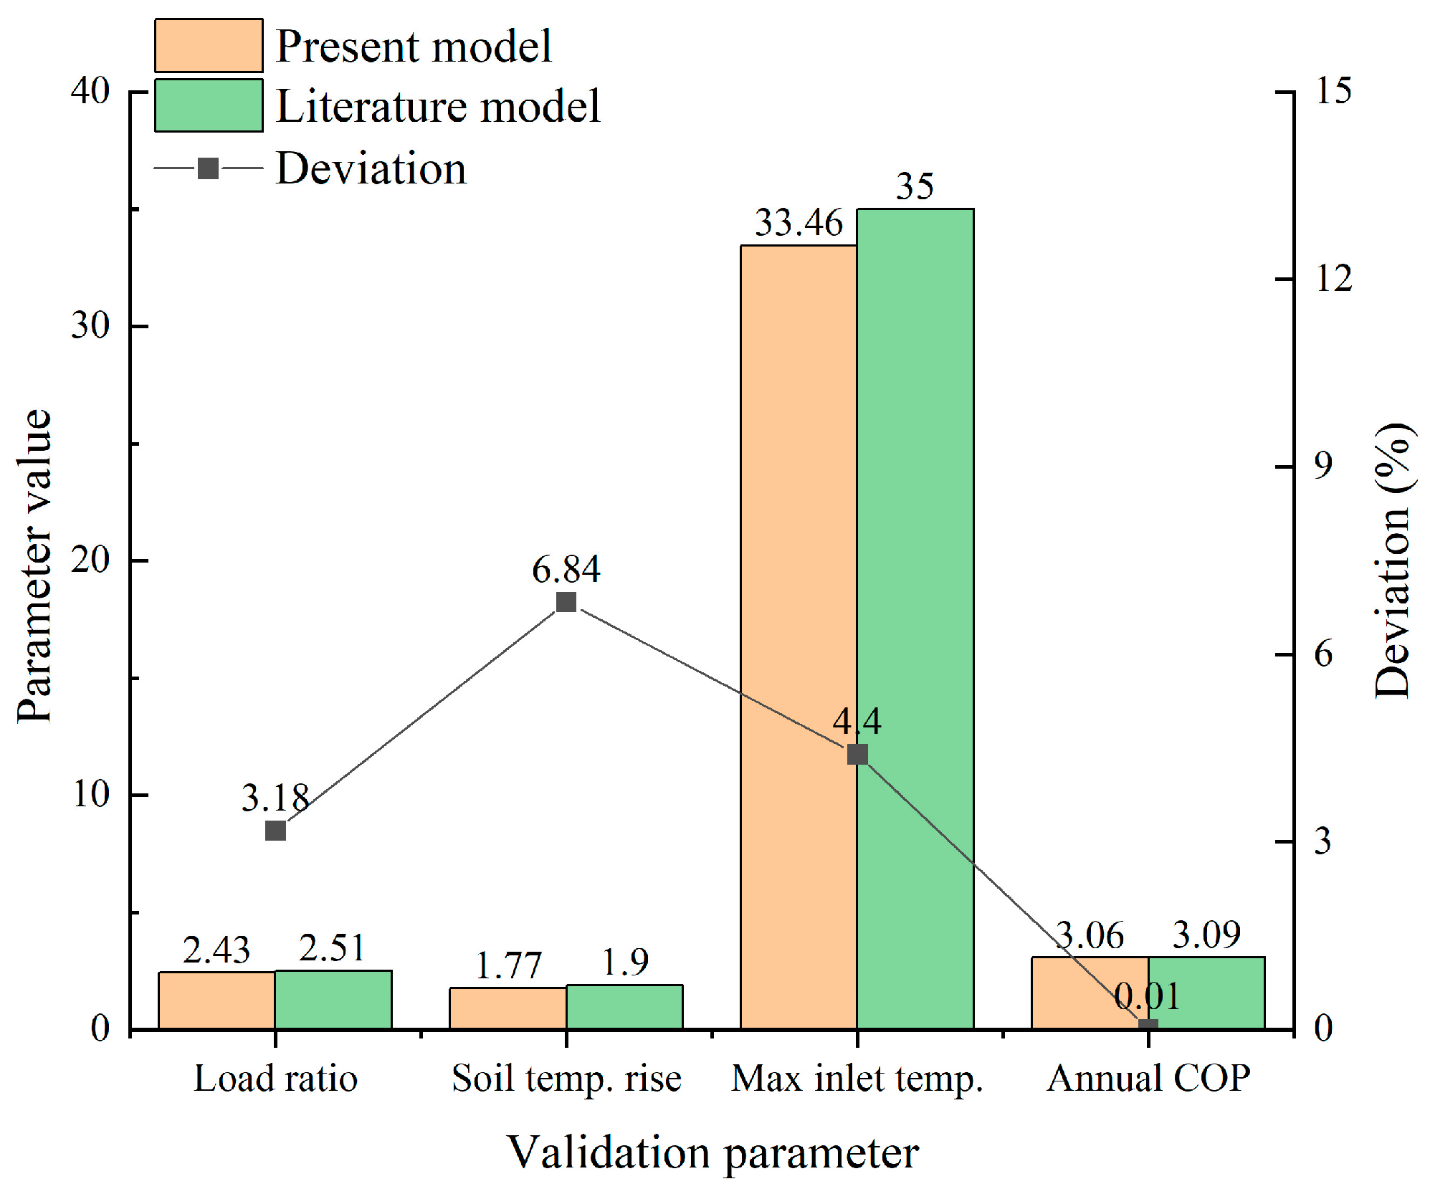 Present model
Literature model
Deviation
40
30
20
10
0
Parameter value
15
12
9
6
3
0
Deviation (%)
2.43
2.51
1.77
1.9
33.46
35
3.06
3.09
3.18
6.84
4.4
0.01
Load ratio
Soil temp. rise
Max inlet temp.
Annual COP
Validation parameter